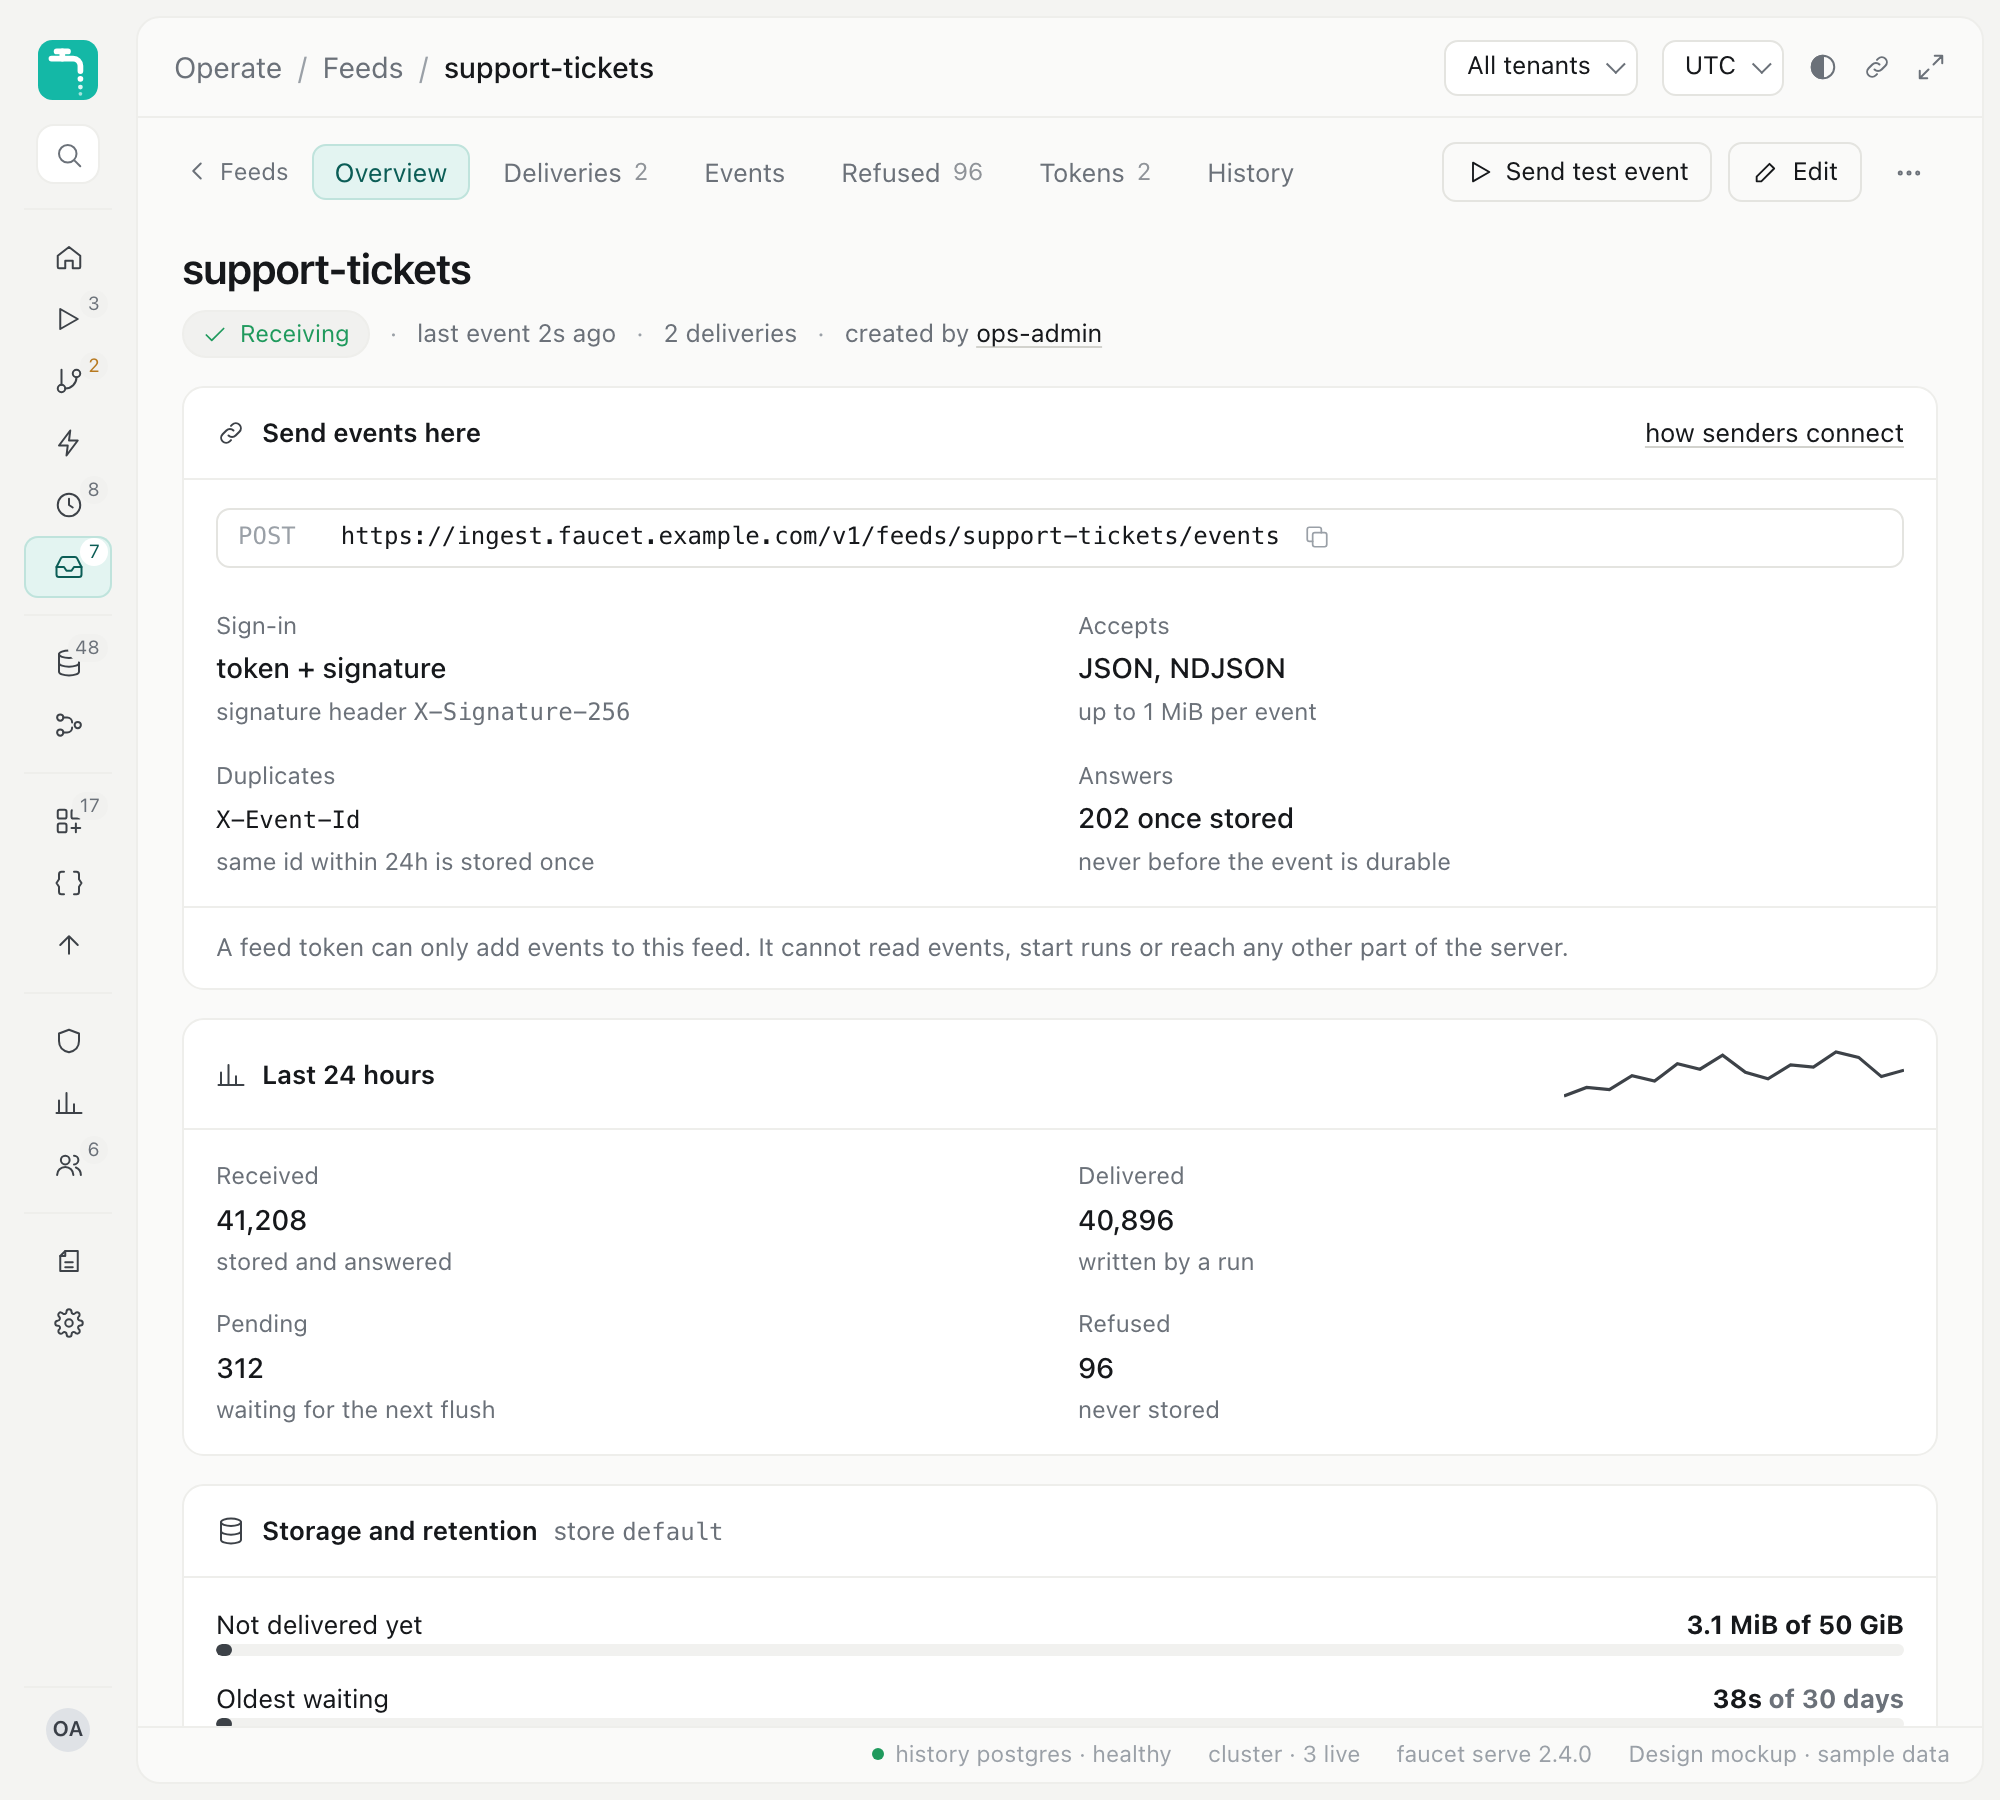 Operate / Feeds / support-tickets
All tenants
UTC
Feeds
Overview
Deliveries 2
Events
Refused 96
Tokens 2
History
Send test event
Edit
3
2
8
7
48
17
6
OA
support-tickets
Receiving · last event 2s ago · 2 deliveries · created by ops-admin
Send events here
how senders connect
POST https://ingest.faucet.example.com/v1/feeds/support-tickets/events
Sign-in
token + signature
signature header X-Signature-256
Accepts
JSON, NDJSON
up to 1 MiB per event
Duplicates
X-Event-Id
same id within 24h is stored once
Answers
202 once stored
never before the event is durable
A feed token can only add events to this feed. It cannot read events, start runs or reach any other part of the server.
Last 24 hours
Received
41,208
stored and answered
Delivered
40,896
written by a run
Pending
312
waiting for the next flush
Refused
96
never stored
Storage and retention store default
Not delivered yet
3.1 MiB of 50 GiB
Oldest waiting
38s of 30 days
history postgres · healthy
cluster · 3 live
faucet serve 2.4.0
Design mockup · sample data